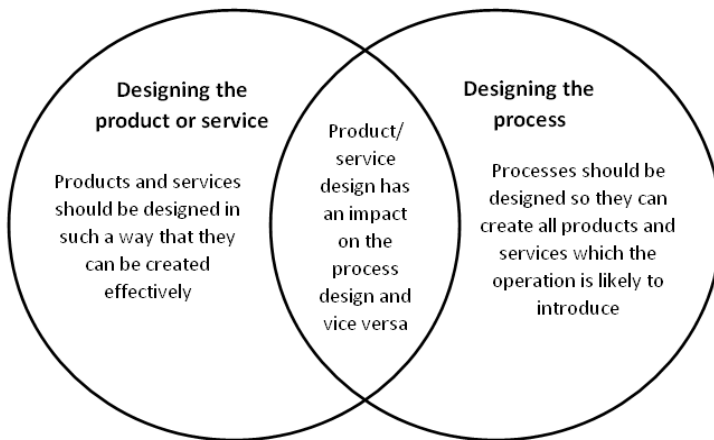 Designing the
product or service
Products and services
should be designed in
such a way that they
can be created
effectively
Product/
service
design has
an impact
on the
process
design and
vice versa
Designing the
process
Processes should be
designed so they can
create all products and
services which the
operation is likely to
introduce